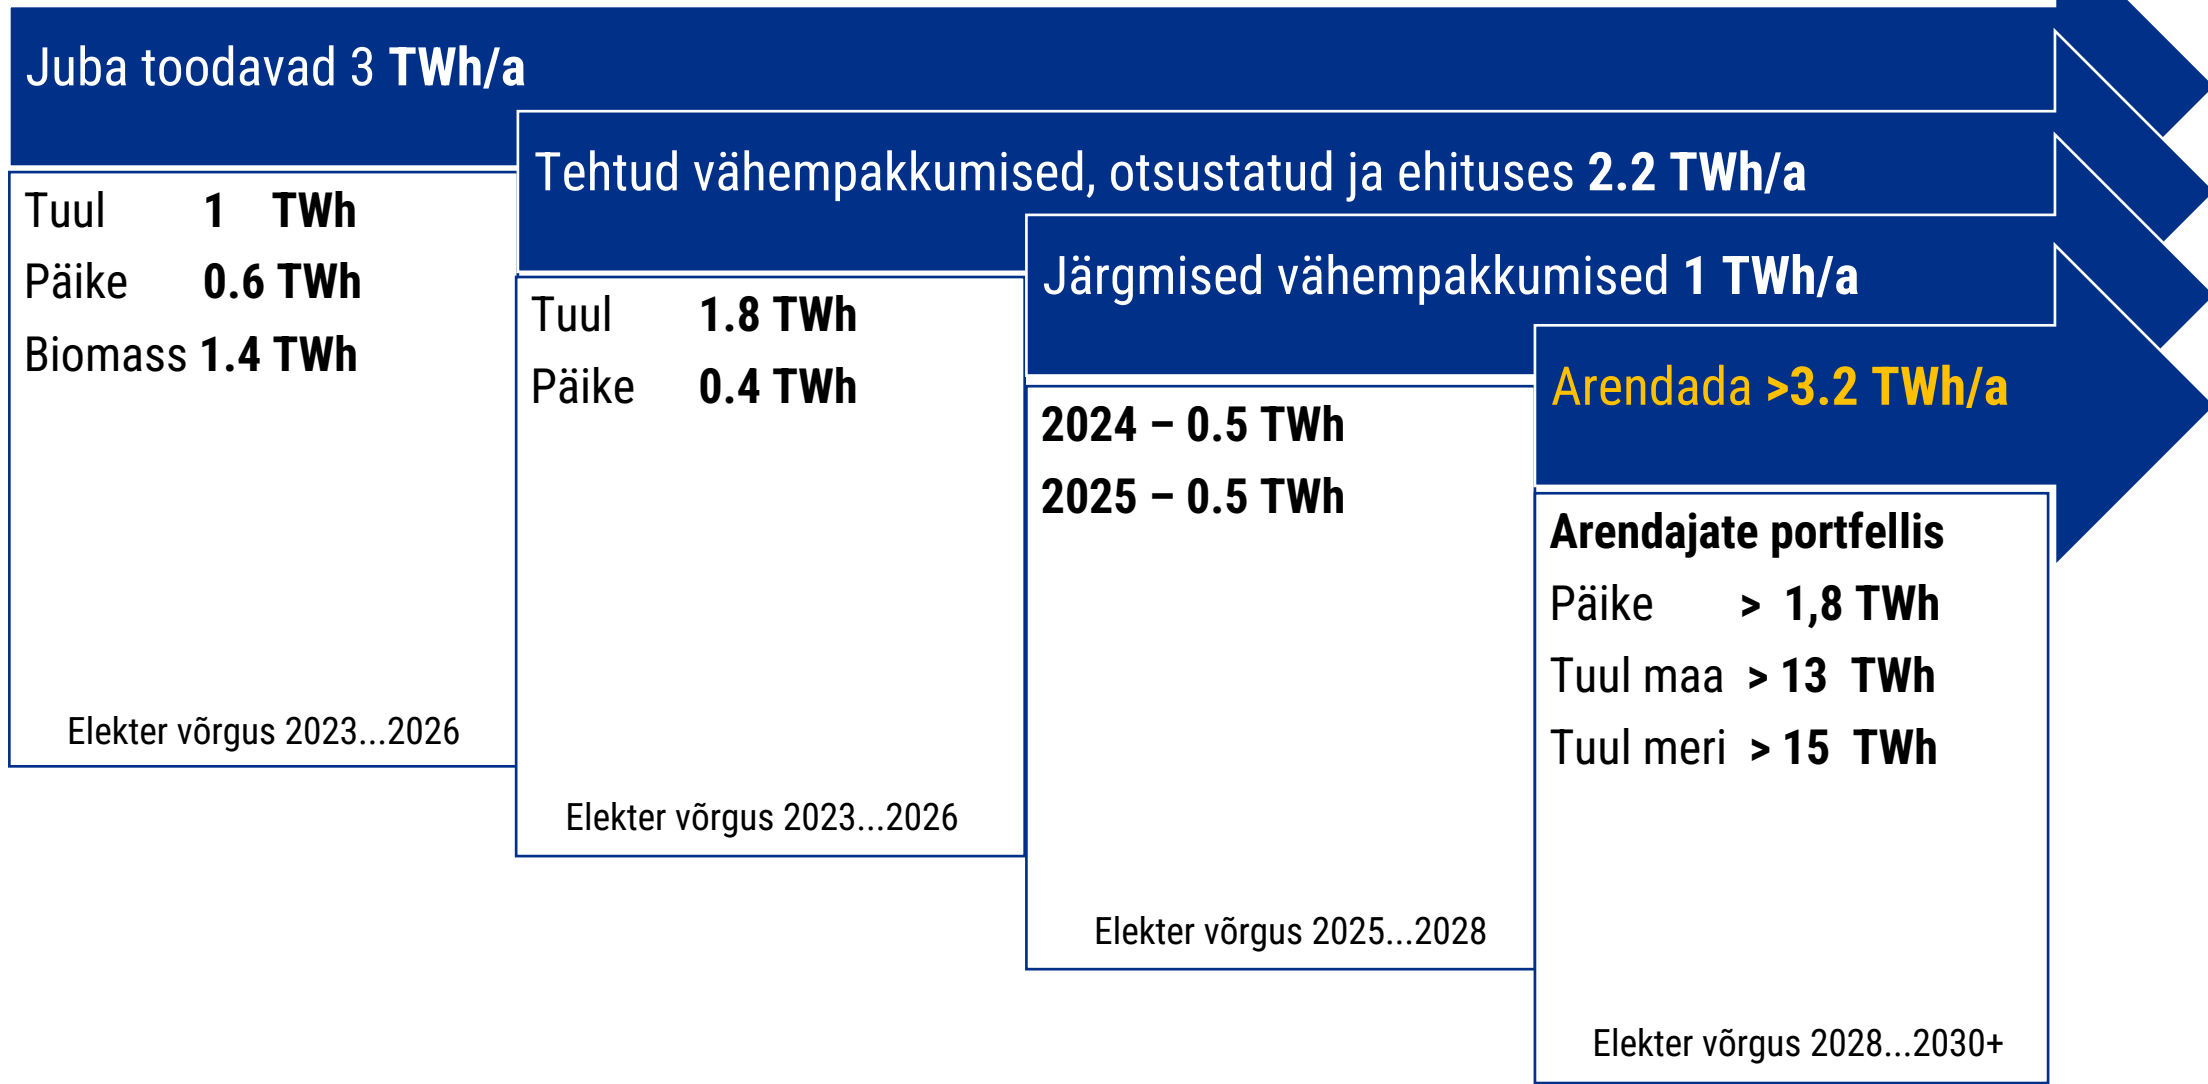 Juba toodavad 3 TWh/a
Tuul 1 TWh
Päike 0.6 TWh
Biomass 1.4 TWh
Elekter võrgus 2023...2026
Tehtud vähempakkumised, otsustatud ja ehituses 2.2 TWh/a
Tuul 1.8 TWh
Päike 0.4 TWh
Elekter võrgus 2023...2026
Järgmised vähempakkumised 1 TWh/a
2024 – 0.5 TWh
2025 – 0.5 TWh
Elekter võrgus 2025...2028
Arendada >3.2 TWh/a
Arendajate portfellis
Päike > 1,8 TWh
Tuul maa > 13 TWh
Tuul meri > 15 TWh
Elekter võrgus 2028...2030+